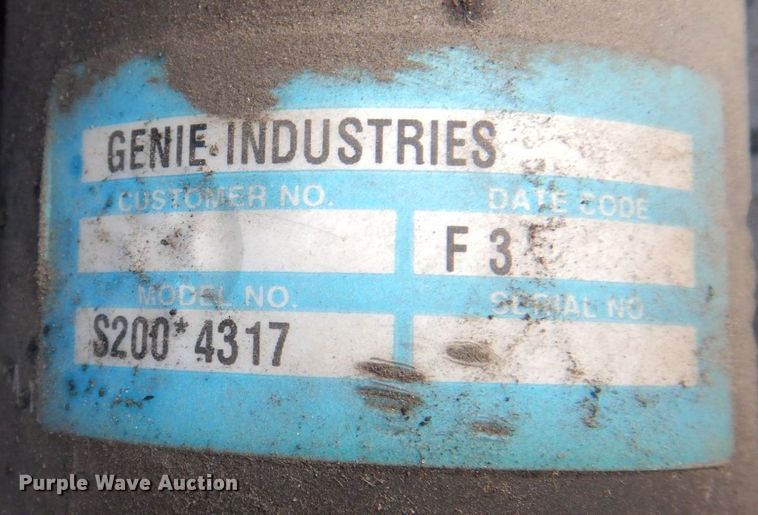 GENIE INDUSTRIES
CUSTOMER NO. DATE CODE
F 3
MODEL NO. SERIAL NO.
S200*4317
Purple Wave Auction